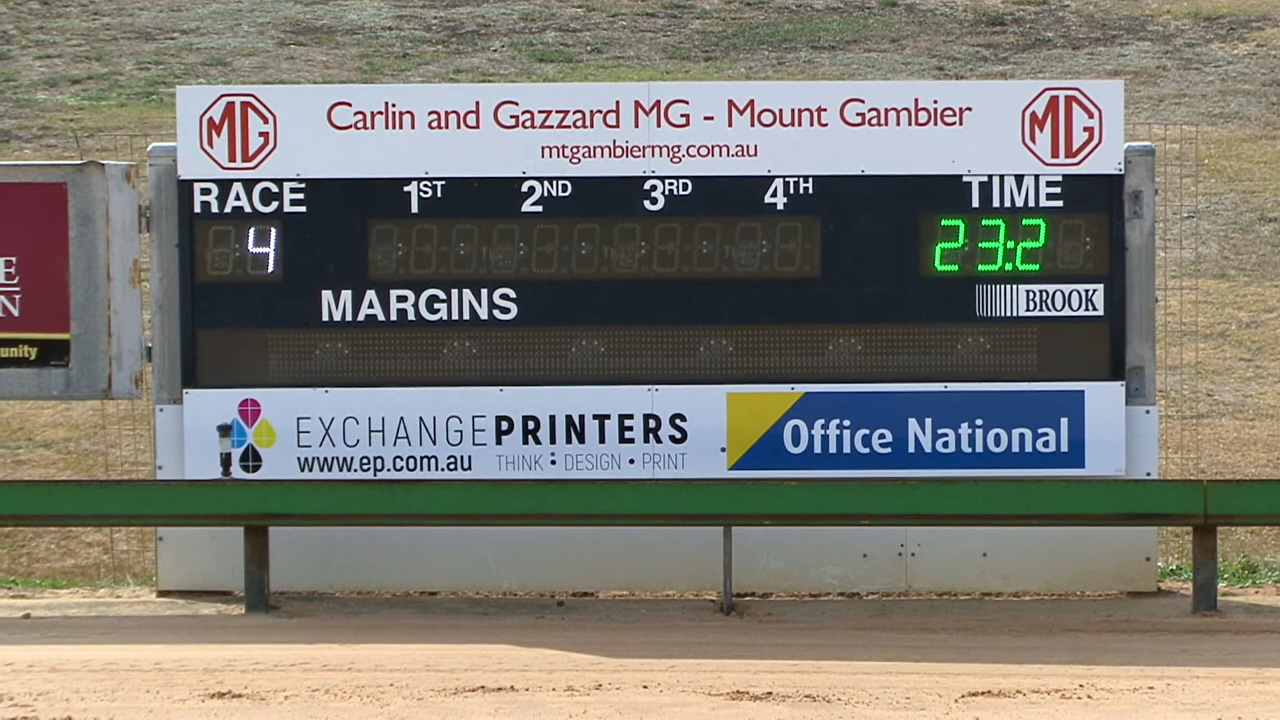 MG Carlin and Gazzard MG - Mount Gambier MG
mtgambiermg.com.au
RACE 1ST 2ND 3RD 4TH TIME
4 23:2
MARGINS BROOK
E
N
unity
EXCHANGEPRINTERS Office National
www.ep.com.au THINK • DESIGN • PRINT